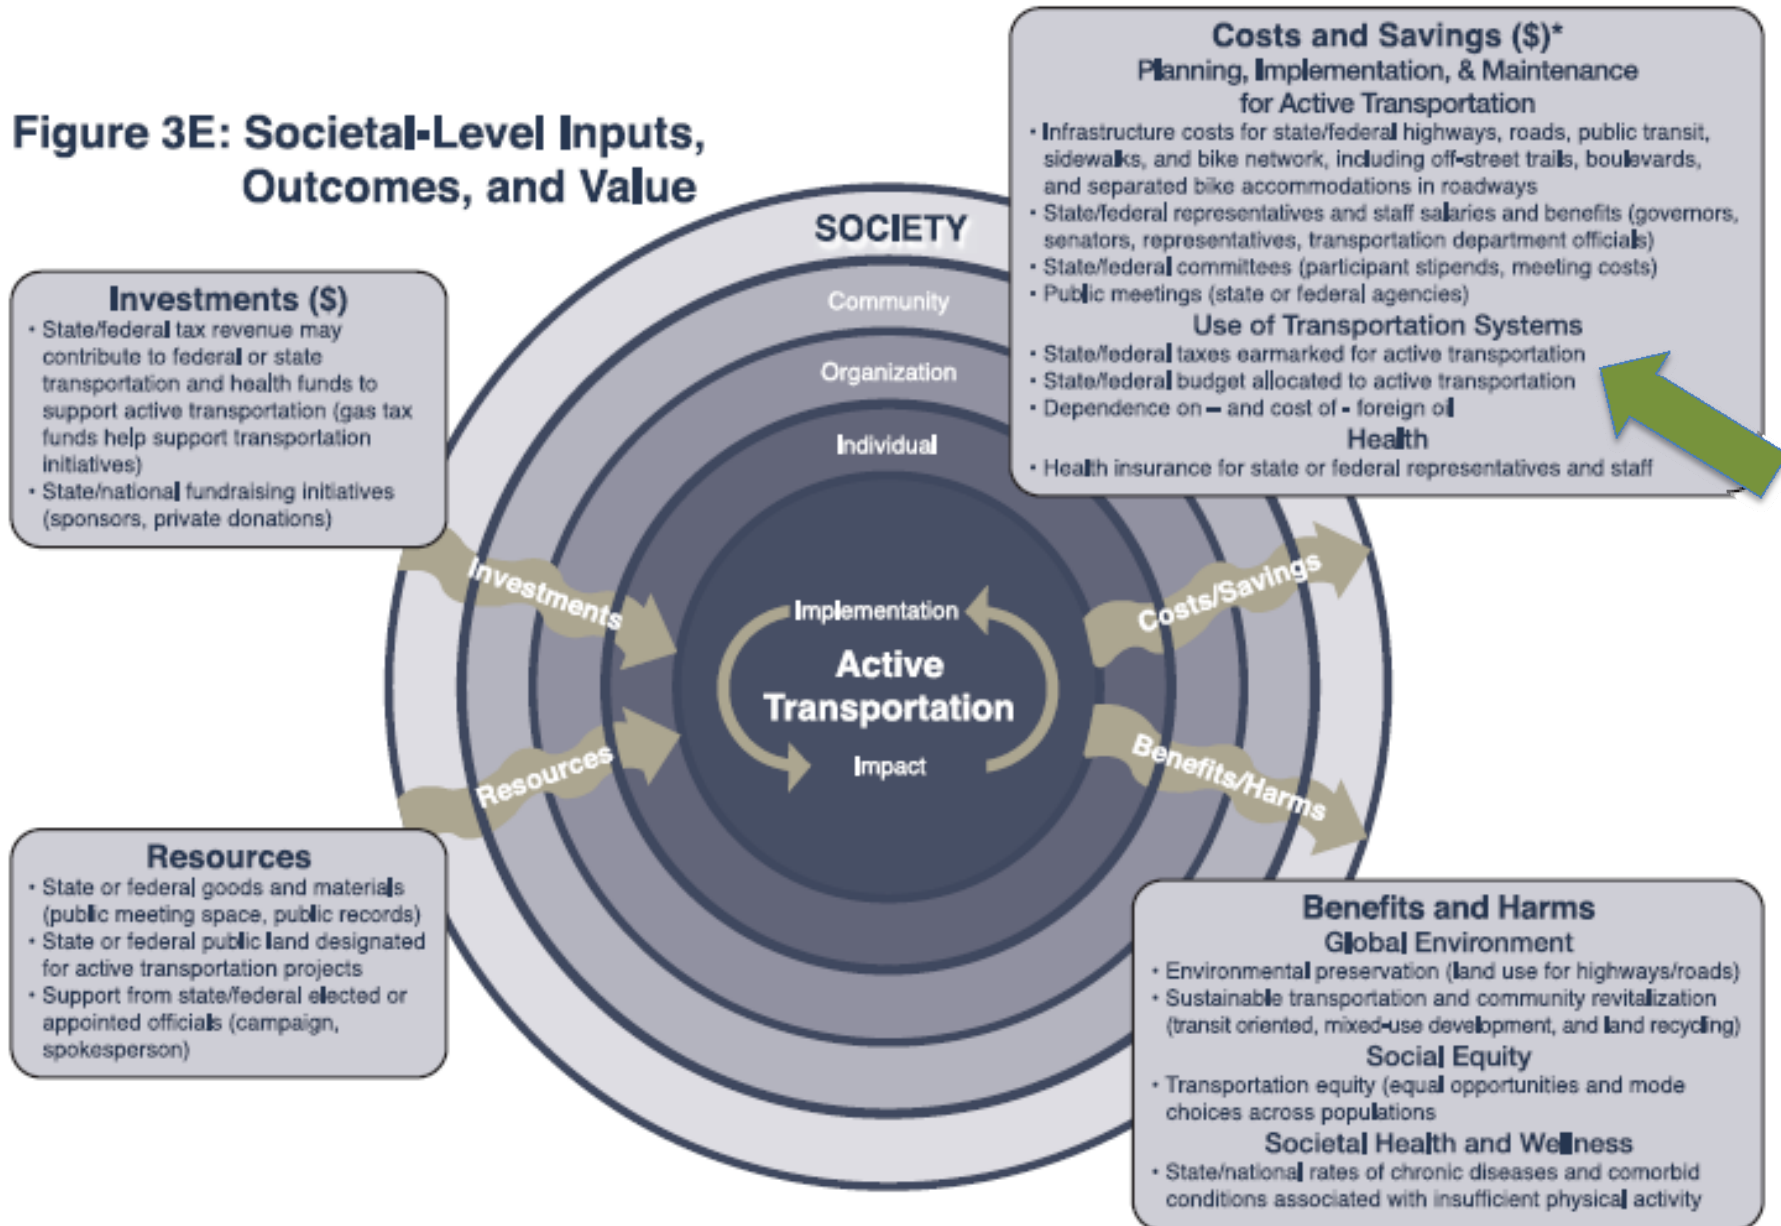 Figure 3E: Societal-Level Inputs,
Outcomes, and Value
Investments ($)
• State/federal tax revenue may
contribute to federal or state
transportation and health funds to
support active transportation (gas tax
funds help support transportation
initiatives)
• State/national fundraising initiatives
(sponsors, private donations)
Resources
• State or federal goods and materials
(public meeting space, public records)
• State or federal public land designated
for active transportation projects
• Support from state/federal elected or
appointed officials (campaign,
spokesperson)
SOCIETY
Community
Organization
Individual
Implementation
Active
Transportation
Impact
Investments
Resources
Costs/Savings
Benefits/Harms
Costs and Savings ($)*
Planning, Implementation, & Maintenance
for Active Transportation
• Infrastructure costs for state/federal highways, roads, public transit,
sidewalks, and bike network, including off-street trails, boulevards,
and separated bike accommodations in roadways
• State/federal representatives and staff salaries and benefits (governors,
senators, representatives, transportation department officials)
• State/federal committees (participant stipends, meeting costs)
• Public meetings (state or federal agencies)
Use of Transportation Systems
• State/federal taxes earmarked for active transportation
• State/federal budget allocated to active transportation
• Dependence on – and cost of - foreign oil
Health
• Health insurance for state or federal representatives and staff
Benefits and Harms
Global Environment
• Environmental preservation (land use for highways/roads)
• Sustainable transportation and community revitalization
(transit oriented, mixed-use development, and land recycling)
Social Equity
• Transportation equity (equal opportunities and mode
choices across populations
Societal Health and Wellness
• State/national rates of chronic diseases and comorbid
conditions associated with insufficient physical activity